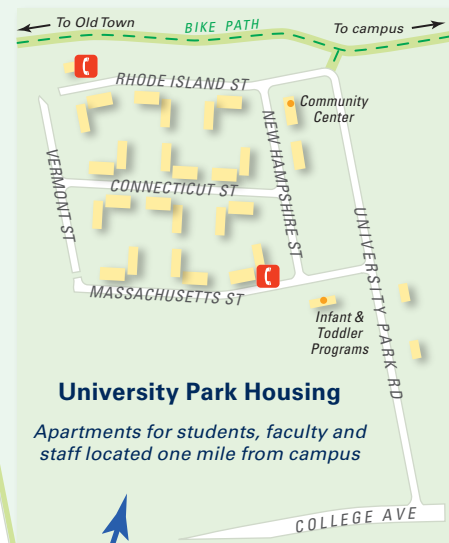 To Old Town
BIKE PATH
To campus
RHODE ISLAND ST
Community
Center
NEW HAMPSHIRE ST
VERMONT ST
CONNECTICUT ST
UNIVERSITY PARK RD
MASSACHUSETTS ST
Infant &
Toddler
Programs
University Park Housing
Apartments for students, faculty and
staff located one mile from campus
COLLEGE AVE